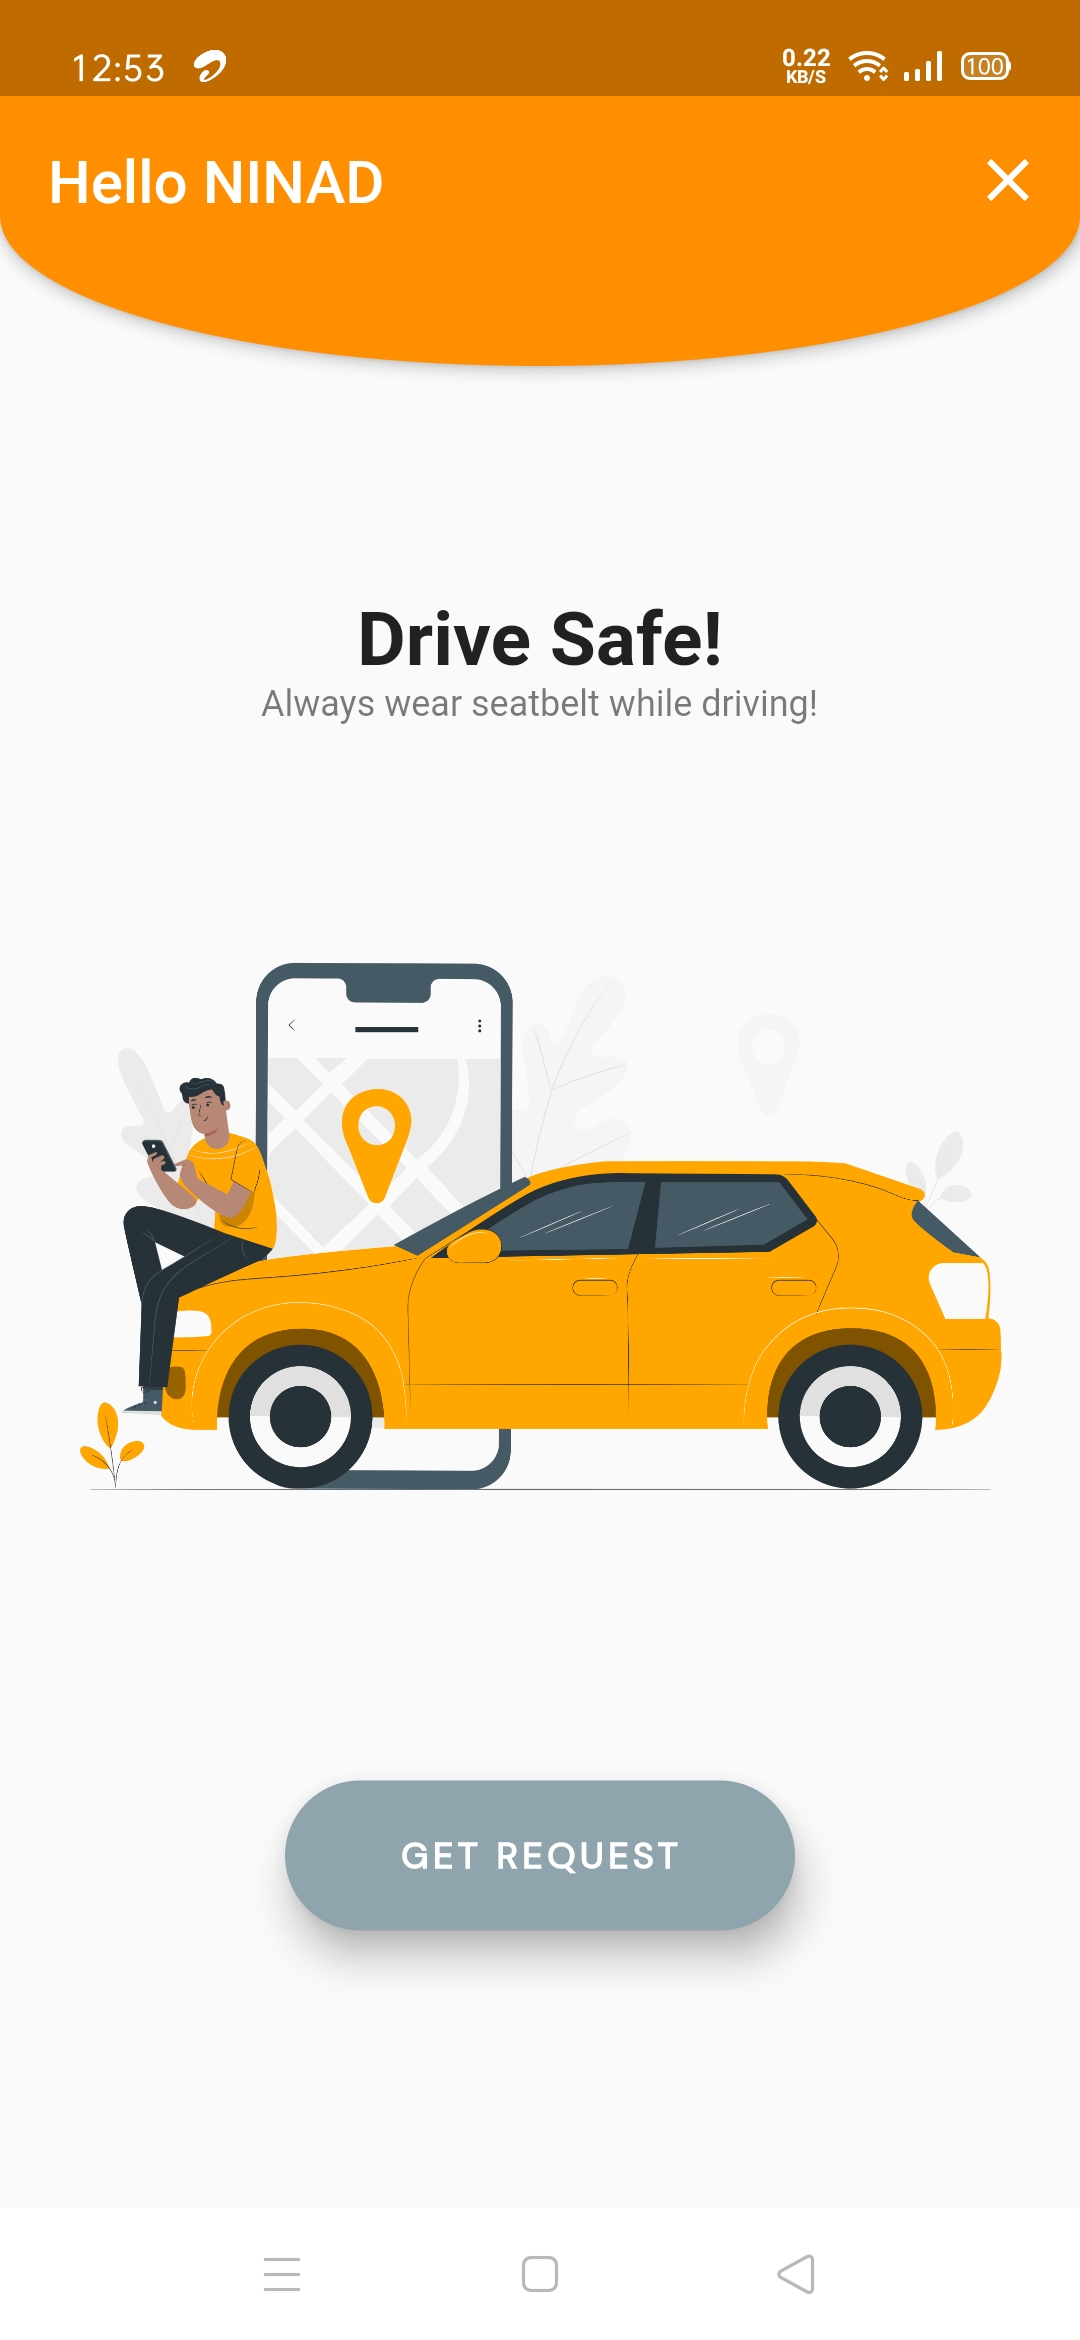 12:53
0.22
KB/S
100
Hello NINAD
Drive Safe!
Always wear seatbelt while driving!
GET REQUEST